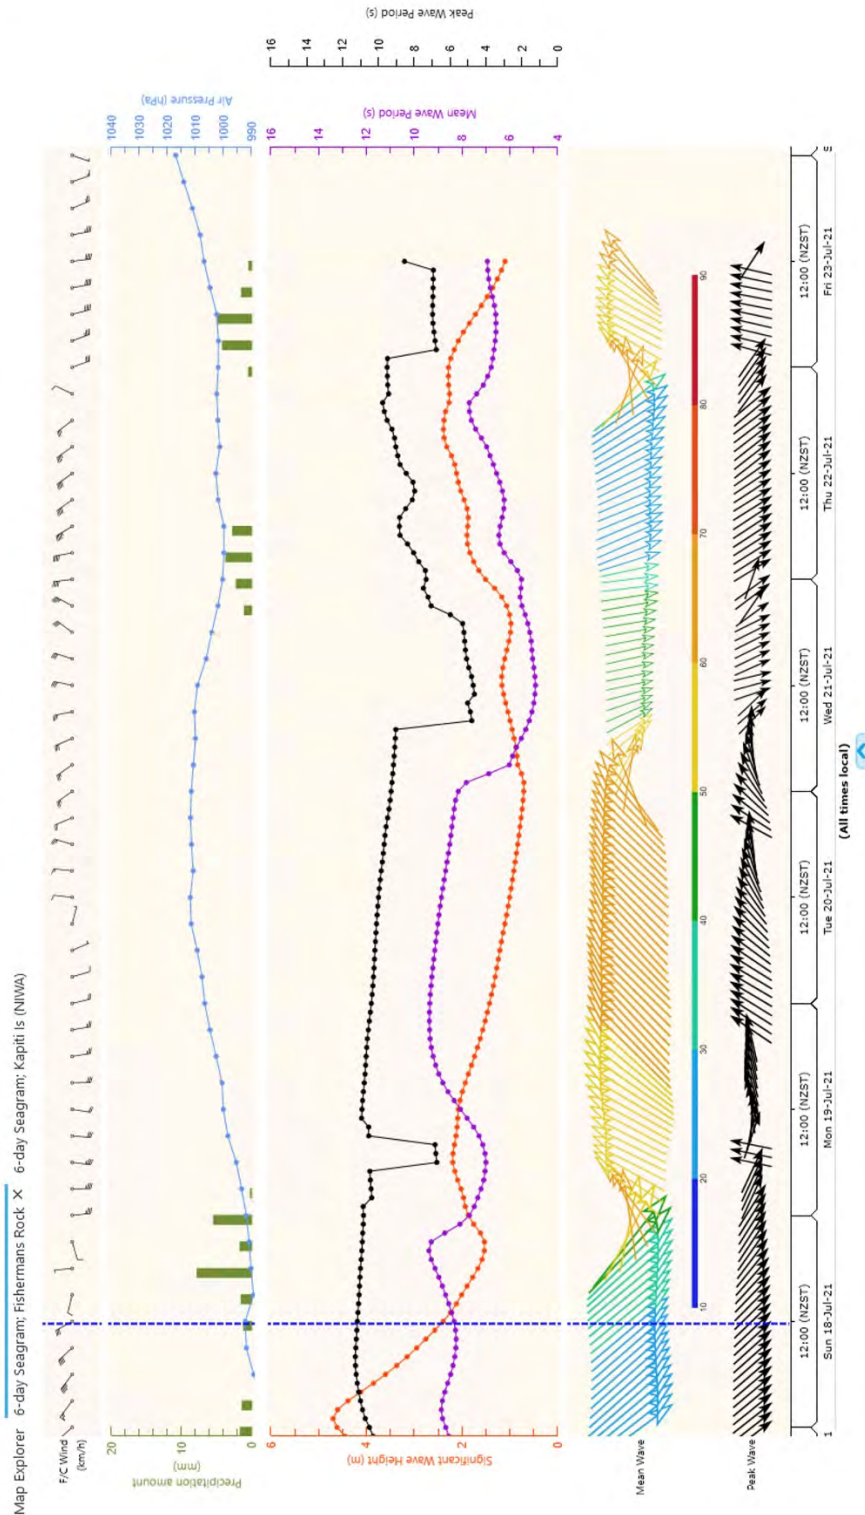 Map Explorer 6-day Seagram; Fishermans Rock X 6-day Seagram; Kapiti Is (NIWA)
F/C Wind
(km/h)
Precipitation amount
(mm)
20
10
0
Air Pressure (hPa)
1040
1030
1020
1010
1000
990
Significant Wave Height (m)
6
4
2
0
Mean Wave
Period (s)
16
14
12
10
8
6
4
Peak Wave Period (s)
16
14
12
10
8
6
4
2
0
Mean Wave
10
20
30
40
50
60
70
80
90
Peak Wave
12:00 (NZST)
12:00 (NZST)
12:00 (NZST)
12:00 (NZST)
12:00 (NZST)
12:00 (NZST)
Sun 18-Jul-21
Mon 19-Jul-21
Tue 20-Jul-21
Wed 21-Jul-21
Thu 22-Jul-21
Fri 23-Jul-21
(All times local)